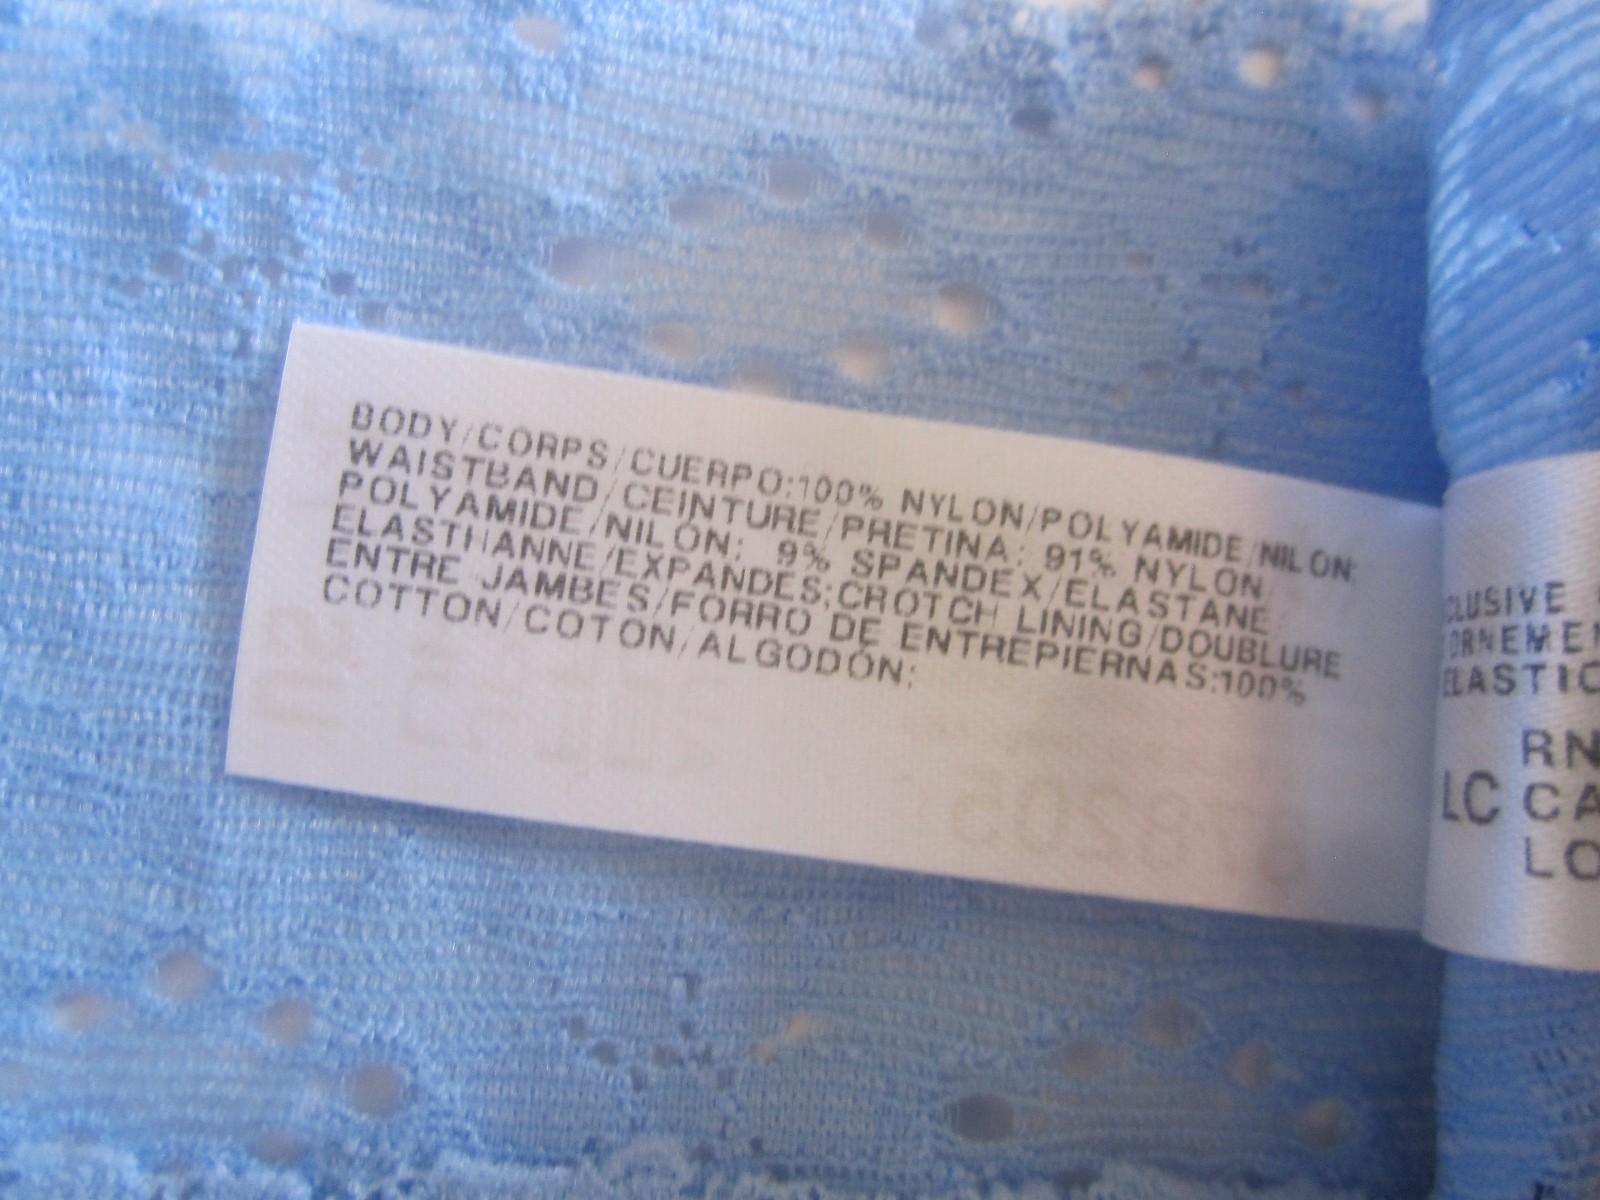 BODY/CORPS/CUERPO:100% NYLON/POLYAMIDE/NILON:
WAISTBAND/CEINTURE/PRETINA: 91% NYLON/
POLYAMIDE/NILON: 9% SPANDEX/ELASTANE/
ELASTHANNE/EXPANDES;CROTCH LINING/DOUBLURE
ENTRE JAMBES/FORRO DE ENTREPIERNAS:100%
COTTON/COTON/ALGODÓN:
CLUSIVE
ORNEMEN
ELASTIC
RN
LC CA
LO